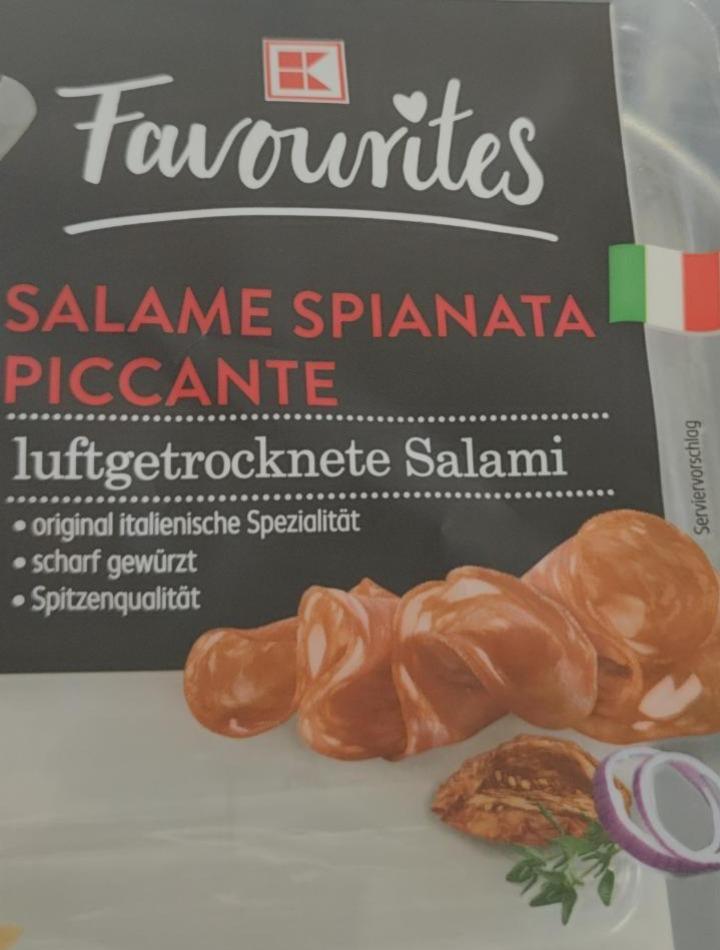 K
Favourites
SALAME SPIANATA
PICCANTE
luftgetrocknete Salami
• original italienische Spezialität
• scharf gewürzt
• Spitzenqualität
Serviervorschlag